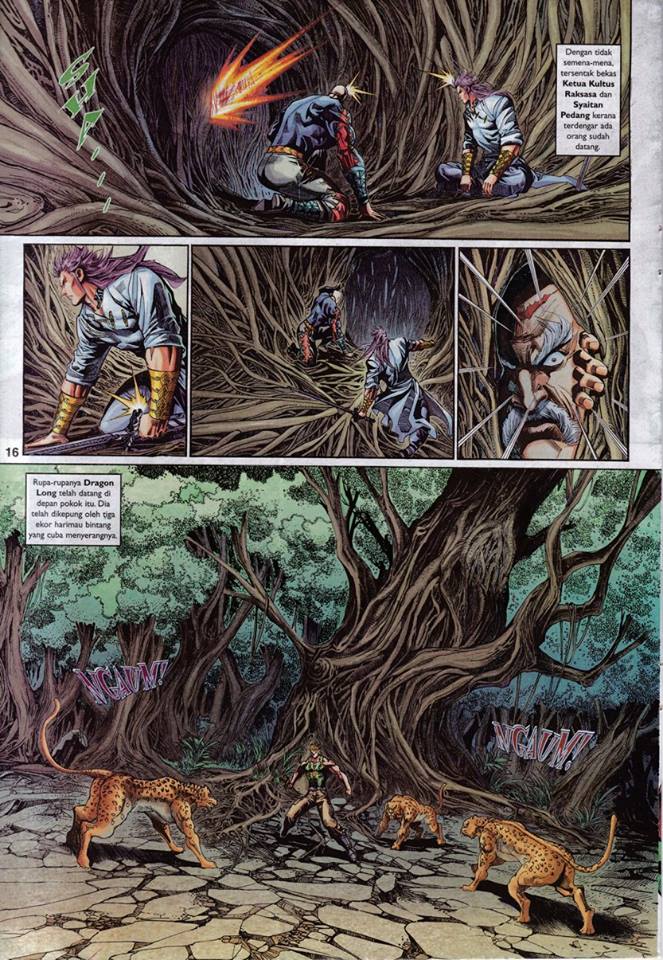 Dengan tidak
semena-mena,
tersentak bekas
Ketua Kultus
Raksasa dan
Syaitan
Pedang kerana
terdengar ada
orang sudah
datang.
16
Rupa-rupanya Dragon
Long telah datang di
depan pokok itu. Dia
telah dikepung oleh tiga
ekor harimau bintang
yang cuba menyerangnya.
NGAUM!
NGAUM!